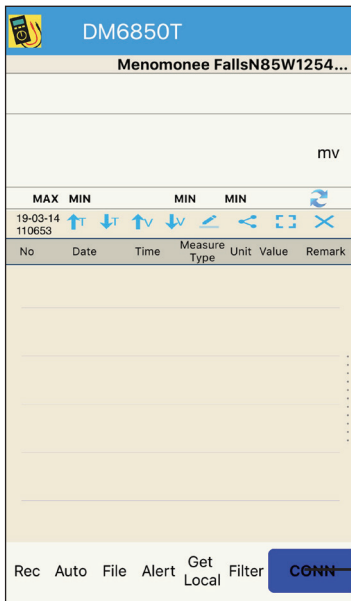 DM6850T
Menomonee FallsN85W1254...
mv
MAX MIN MIN MIN
19-03-14 T T V V
110653
No Date Time Measure Type Unit Value Remark
Rec Auto File Alert Get Local Filter CONN